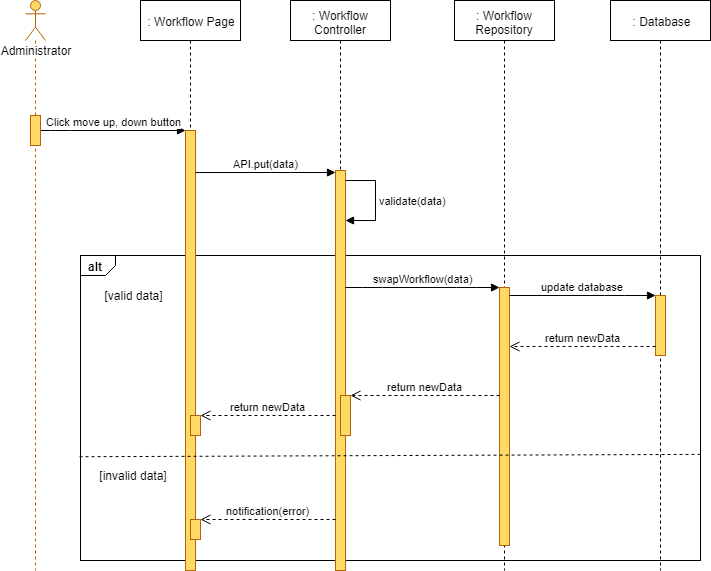 : Workflow Page
: Workflow
Controller
: Workflow
Repository
: Database
Administrator
Click move up, down button
API.put(data)
validate(data)
alt
swapWorkflow(data)
[valid data]
update database
return newData
return newData
return newData
[invalid data]
notification(error)